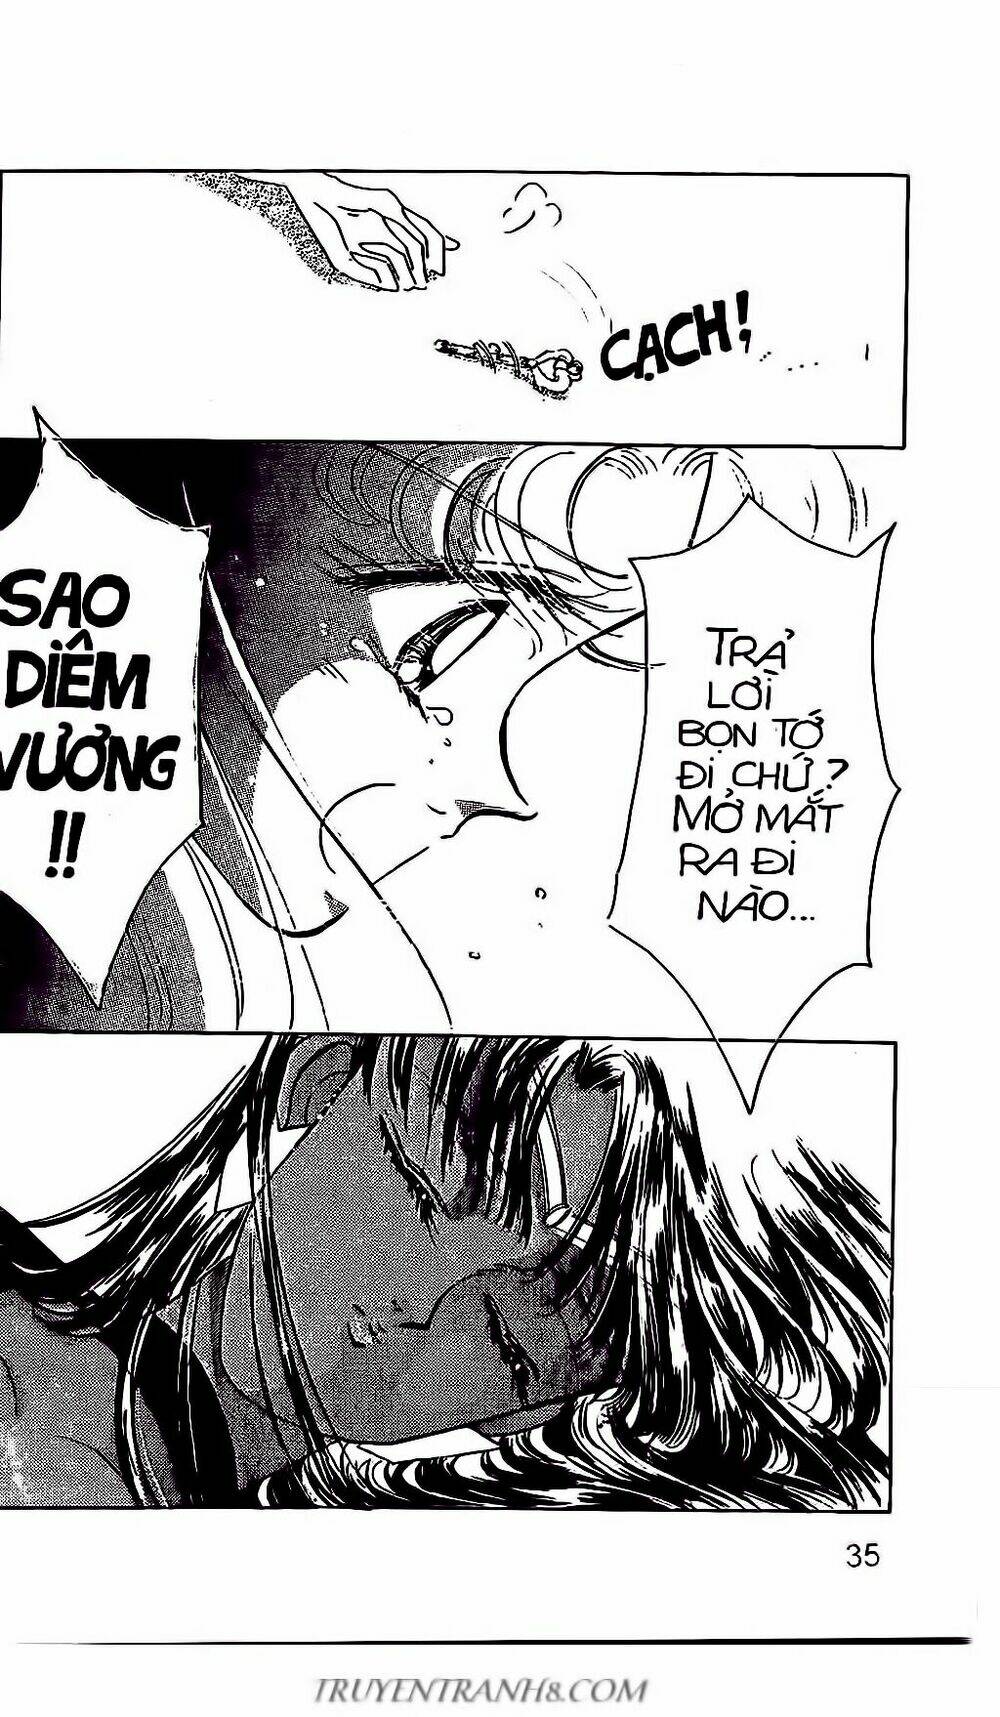 CẠCH!
TRẢ
LỜI
BỌN TỚ
ĐI CHỨ?
MỞ MẮT
RA ĐI
NÀO...
SAO
DIÊM
VƯƠNG
!!
35
TRUYENTRANH8.COM